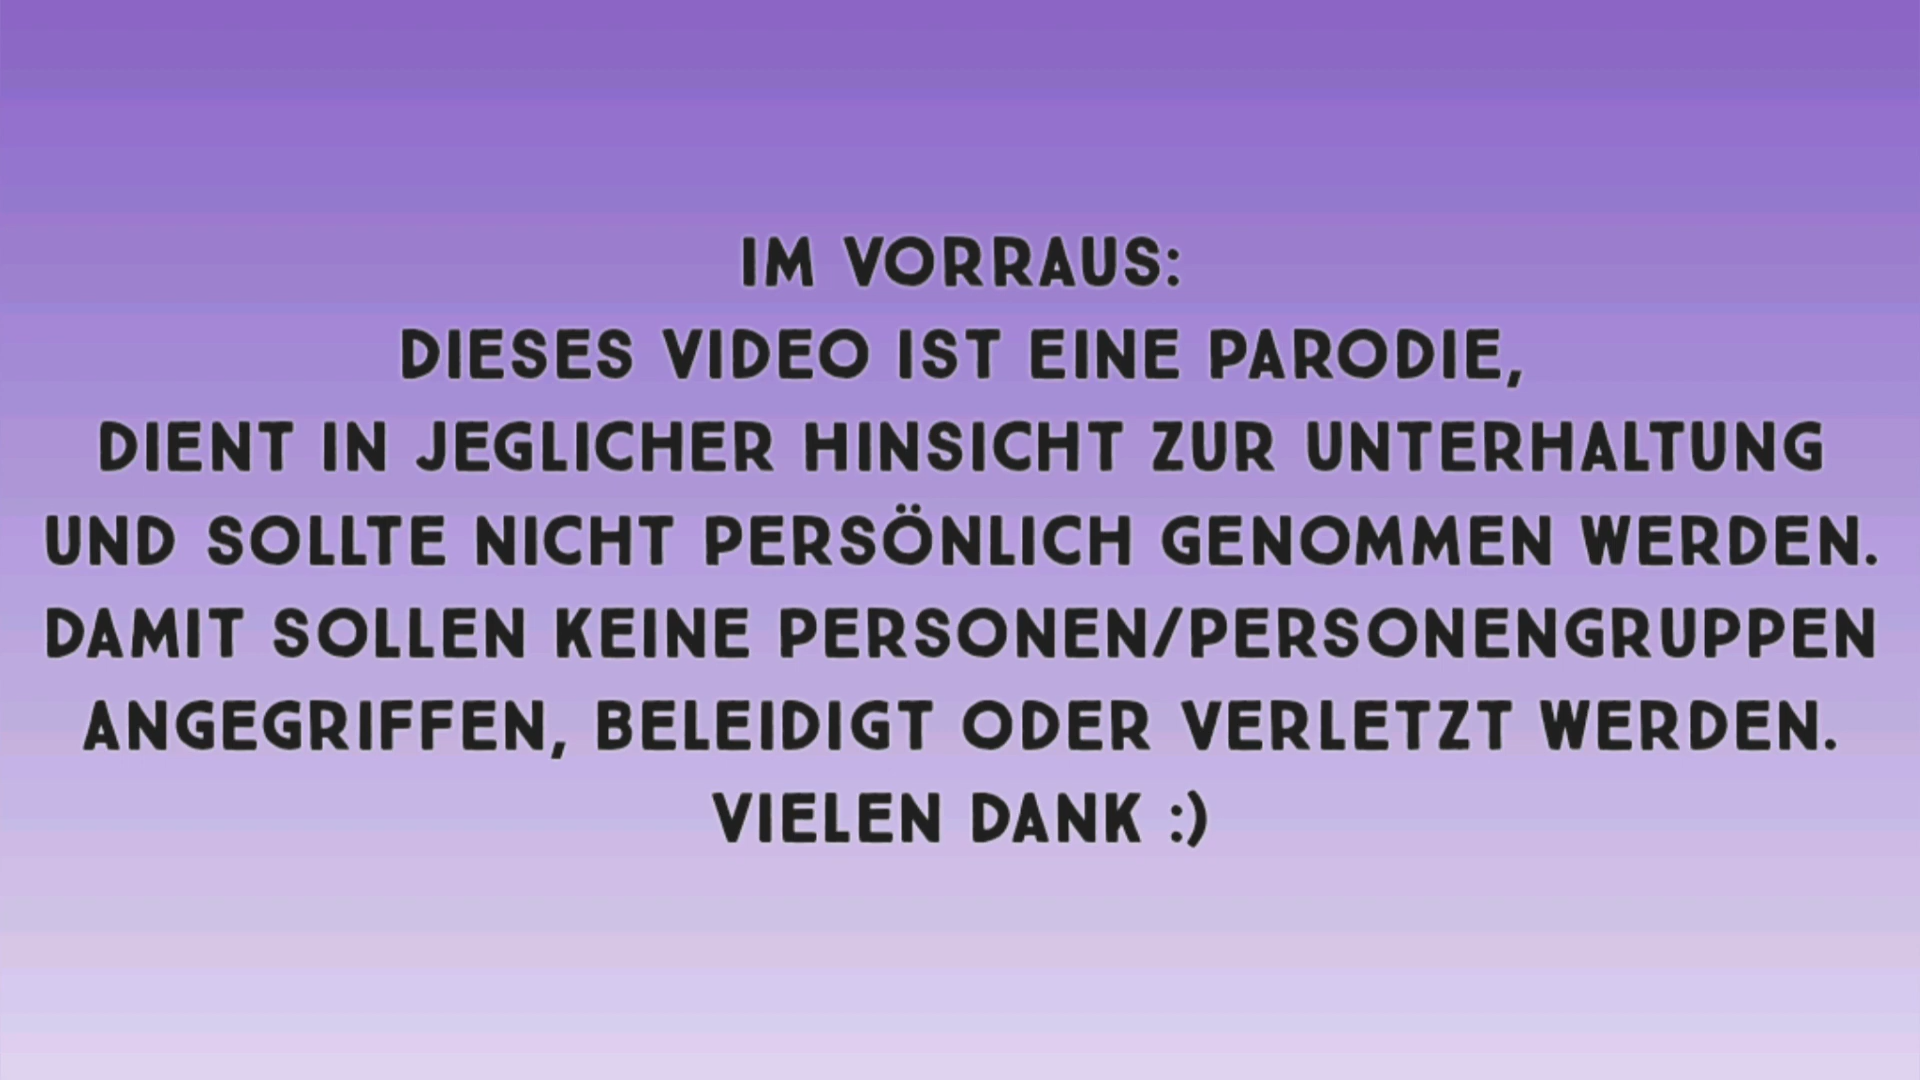 IM VORRAUS:
DIESES VIDEO IST EINE PARODIE,
DIENT IN JEGLICHER HINSICHT ZUR UNTERHALTUNG
UND SOLLTE NICHT PERSÖNLICH GENOMMEN WERDEN.
DAMIT SOLLEN KEINE PERSONEN/PERSONENGRUPPEN
ANGEGRIFFEN, BELEIDIGT ODER VERLETZT WERDEN.
VIELEN DANK :)